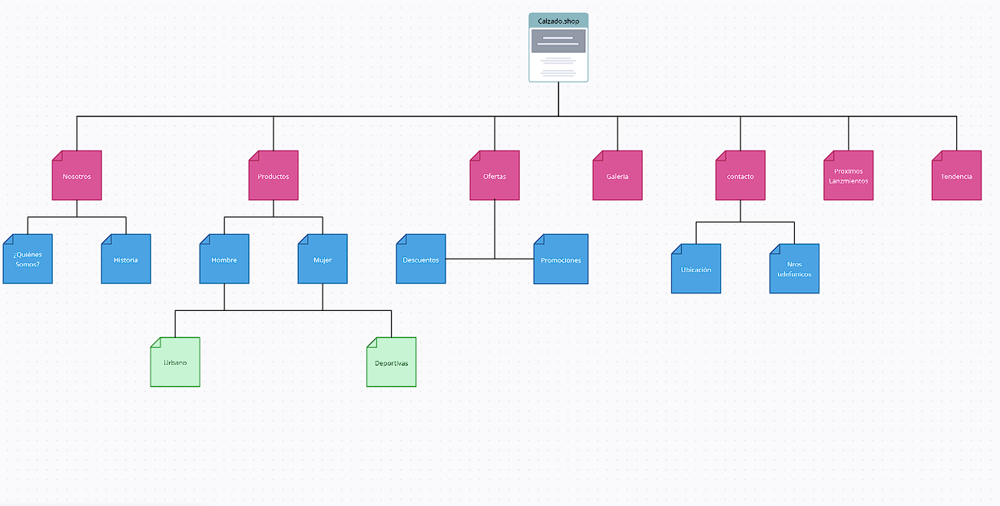 Calzado.shop
Nosotros
Productos
Ofertas
Galeria
contacto
Proximos
Lanzmientos
Tendencia
¿Quiénes
Somos?
Historia
Hombre
Mujer
Descuentos
Promociones
Ubicación
Nros
telefonicos
Urbano
Deportivas